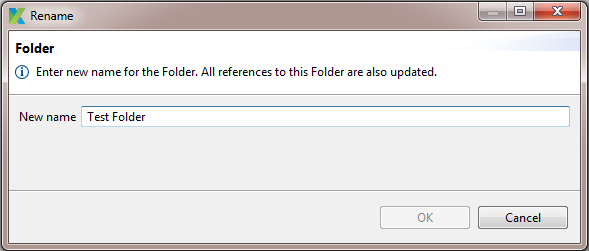 Rename
Folder
Enter new name for the Folder. All references to this Folder are also updated.
New name Test Folder
OK Cancel